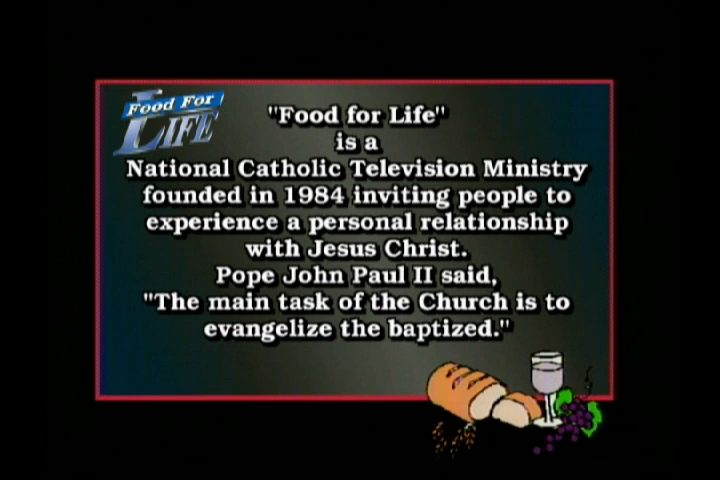 Food For
LIFE
"Food for Life"
is a
National Catholic Television Ministry
founded in 1984 inviting people to
experience a personal relationship
with Jesus Christ.
Pope John Paul II said,
"The main task of the Church is to
evangelize the baptized."